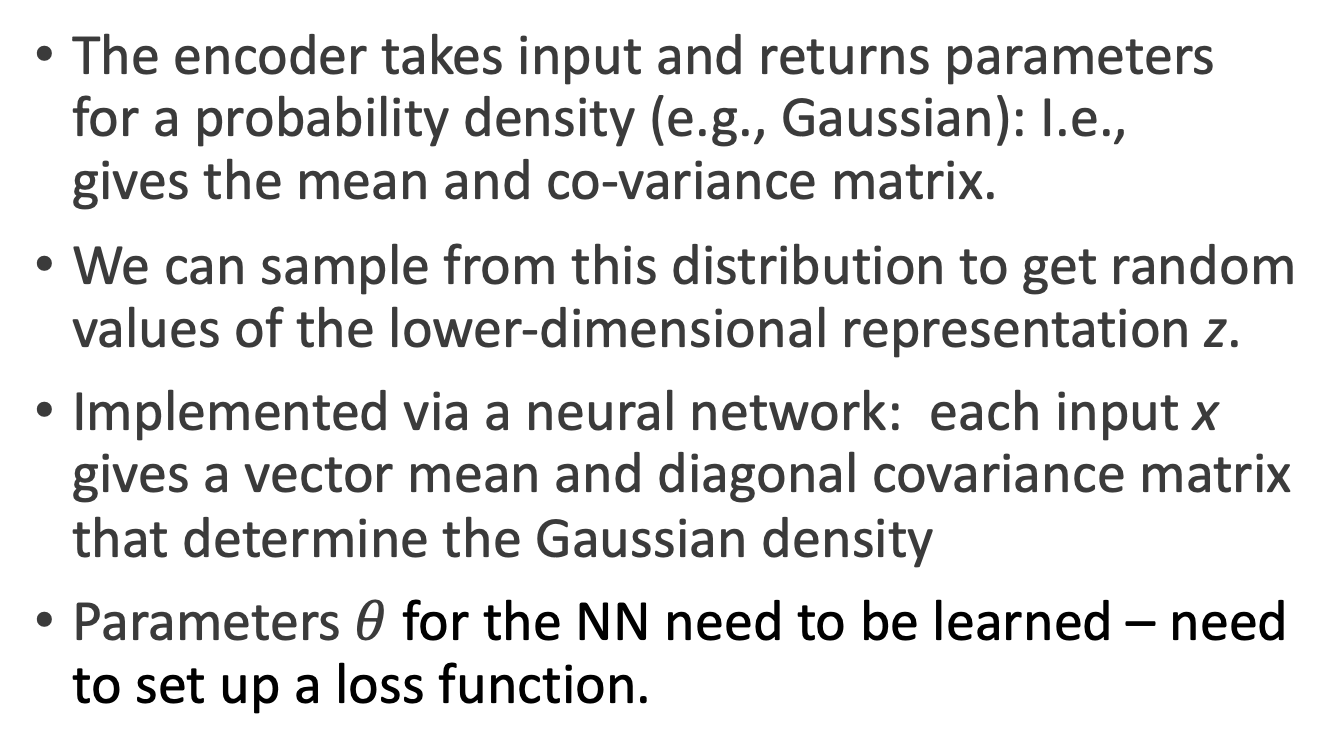 • The encoder takes input and returns parameters
for a probability density (e.g., Gaussian): I.e.,
gives the mean and co-variance matrix.
• We can sample from this distribution to get random
values of the lower-dimensional representation z.
• Implemented via a neural network:  each input x
gives a vector mean and diagonal covariance matrix
that determine the Gaussian density
• Parameters θ for the NN need to be learned – need
to set up a loss function.